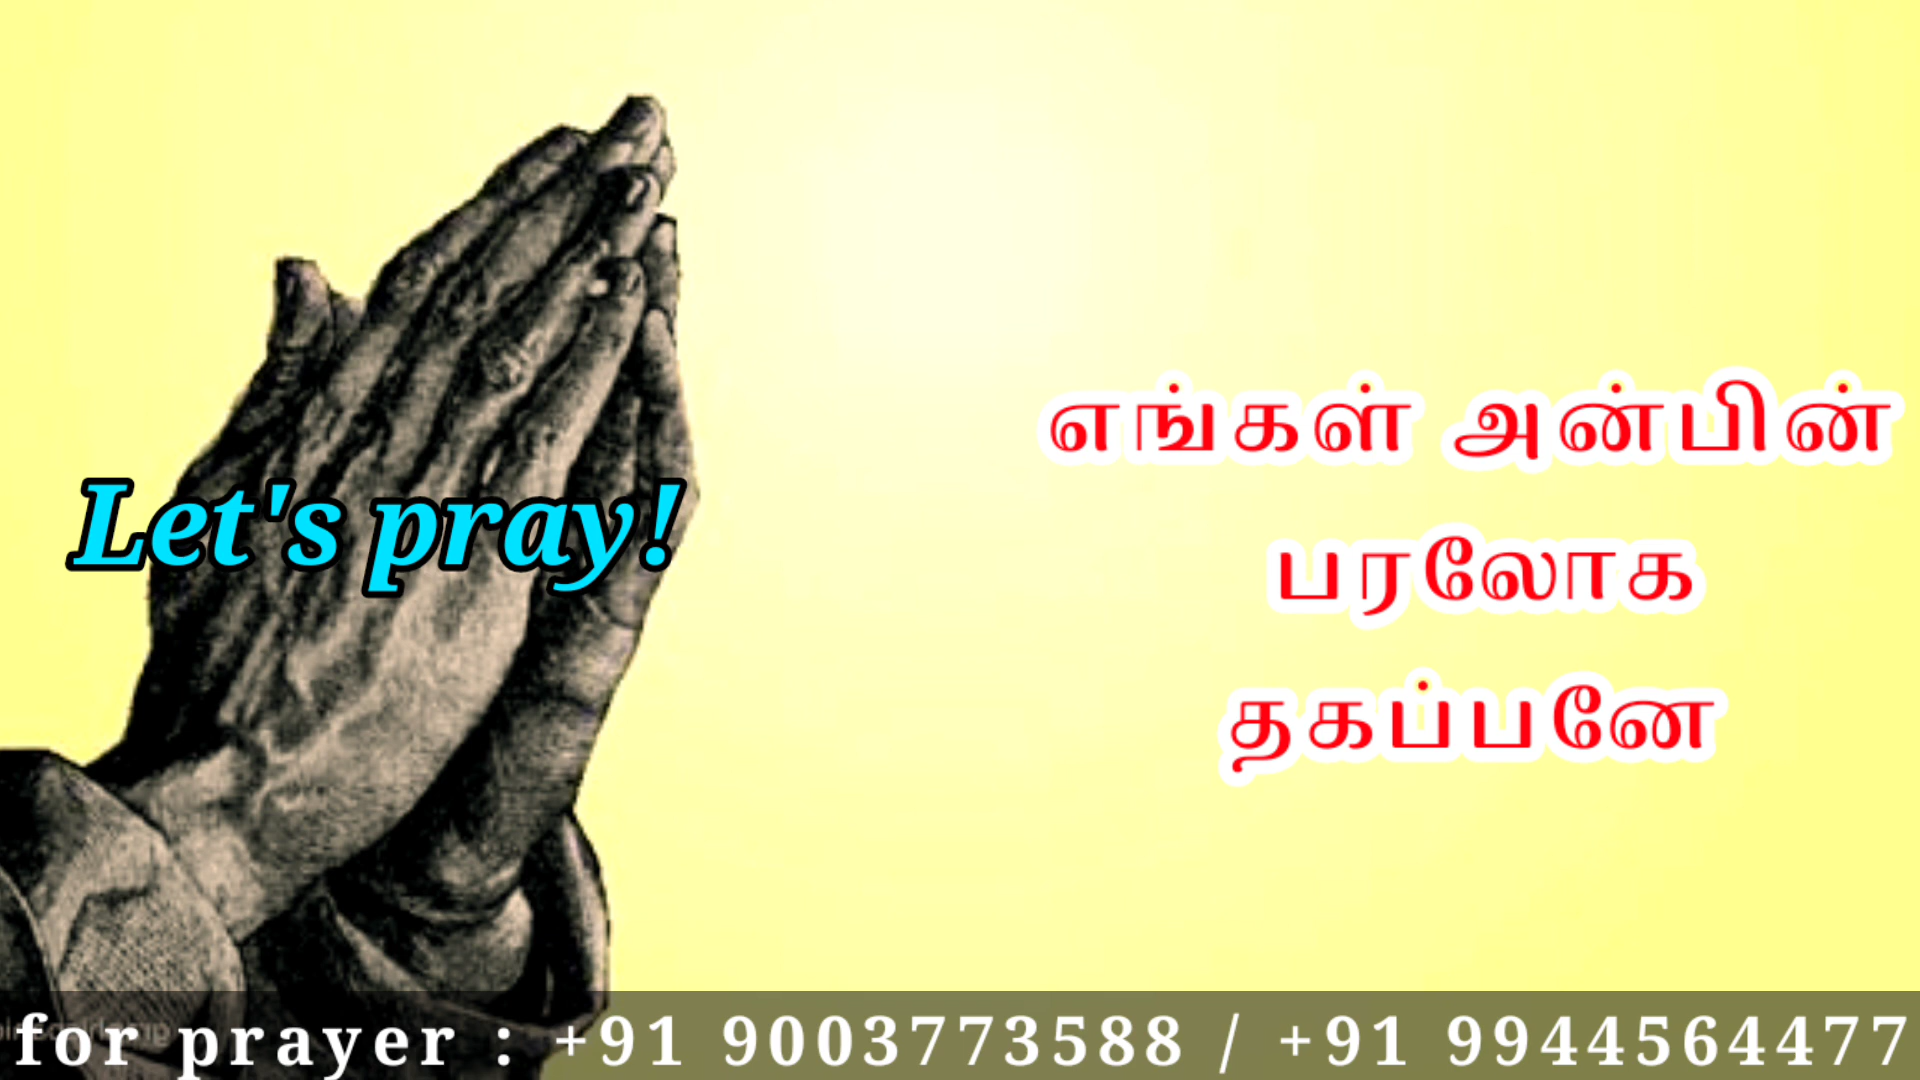 Let's pray!
எங்கள் அன்பின்
பரலோக
தகப்பனே
for prayer : +91 9003773588 / +91 9944564477